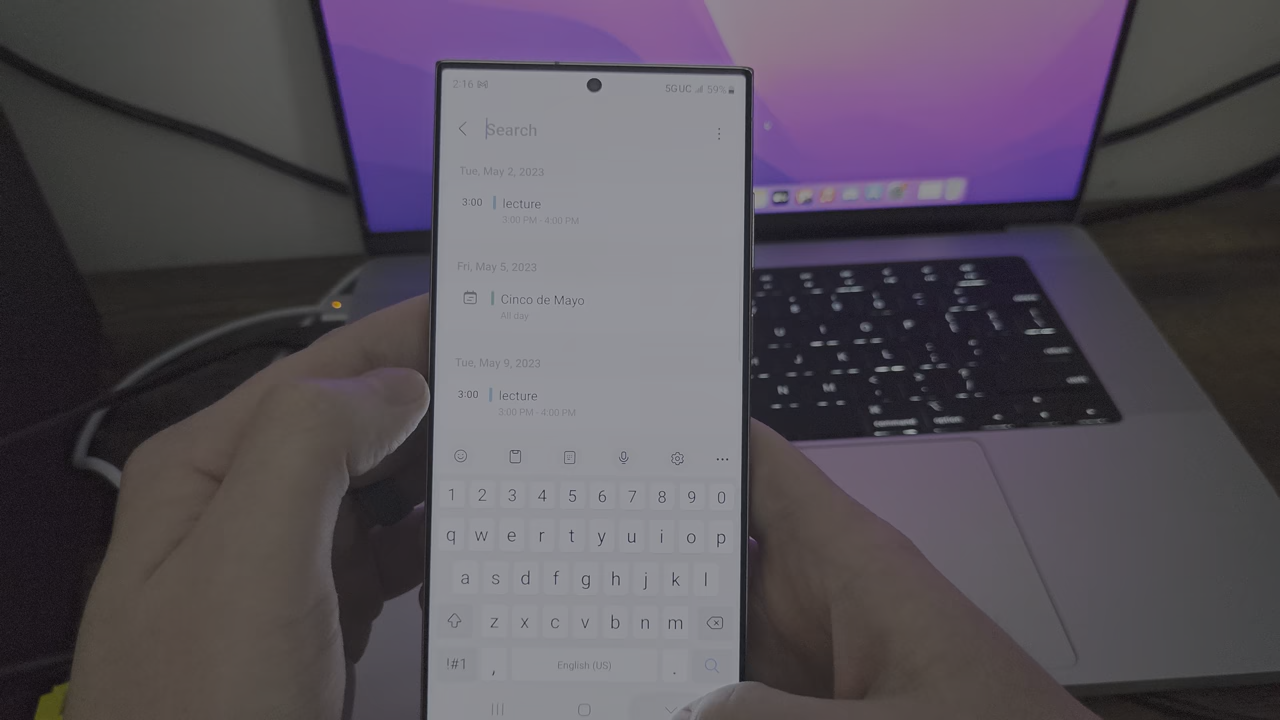 2:16
5G UC 59%
Search
Tue, May 2, 2023
3:00 lecture
3:00 PM - 4:00 PM
Fri, May 5, 2023
Cinco de Mayo
All day
Tue, May 9, 2023
3:00 lecture
3:00 PM - 4:00 PM
1 2 3 4 5 6 7 8 9 0
q w e r t y u i o p
a s d f g h j k l
z x c v b n m
!#1 , English (US) .